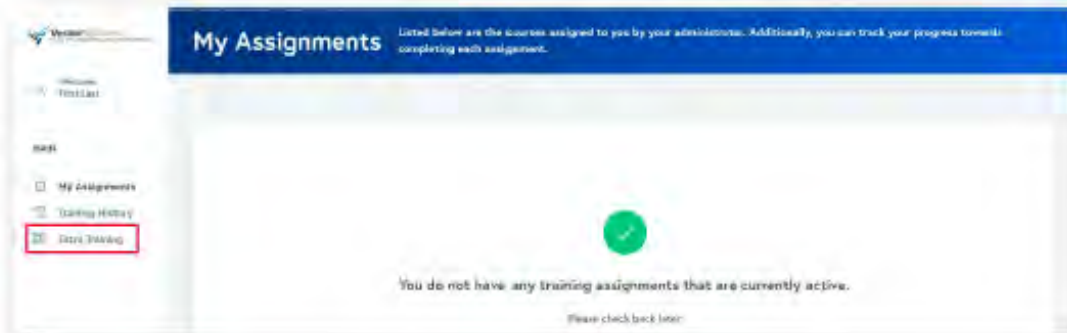 My Assignments
Listed below are the courses assigned to you by your administrator. Additionally, you can track your progress towards
completing each assignment.
My Assignments
Training History
Extra Training
You do not have any training assignments that are currently active.
Please check back later